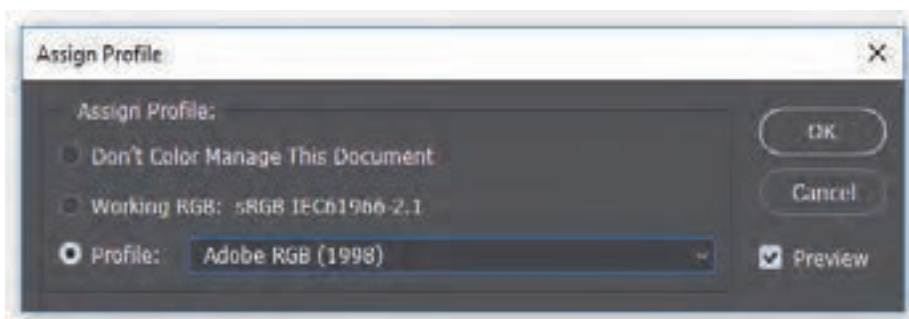 Assign Profile
Assign Profile:
Don't Color Manage This Document
Working RGB: sRGB IEC61966-2.1
Profile: Adobe RGB (1998)
OK
Cancel
Preview